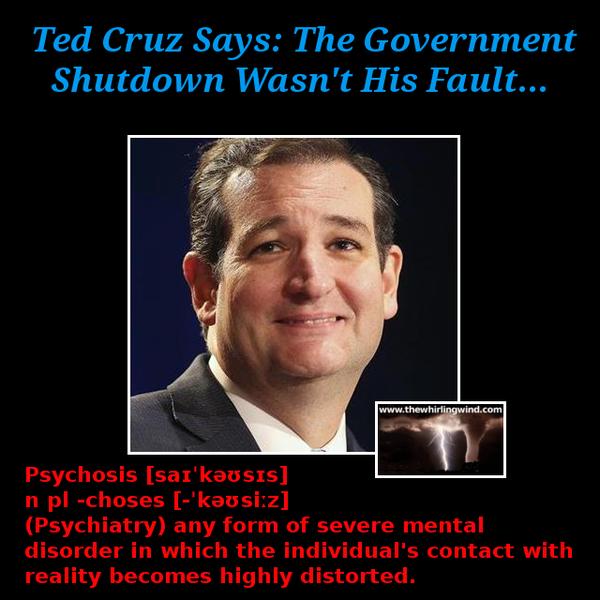 Ted Cruz Says: The Government
Shutdown Wasn't His Fault...
www.thewhirlingwind.com
Psychosis [saɪˈkəʊsɪs]
n pl -choses [-ˈkəʊsiːz]
(Psychiatry) any form of severe mental
disorder in which the individual's contact with
reality becomes highly distorted.